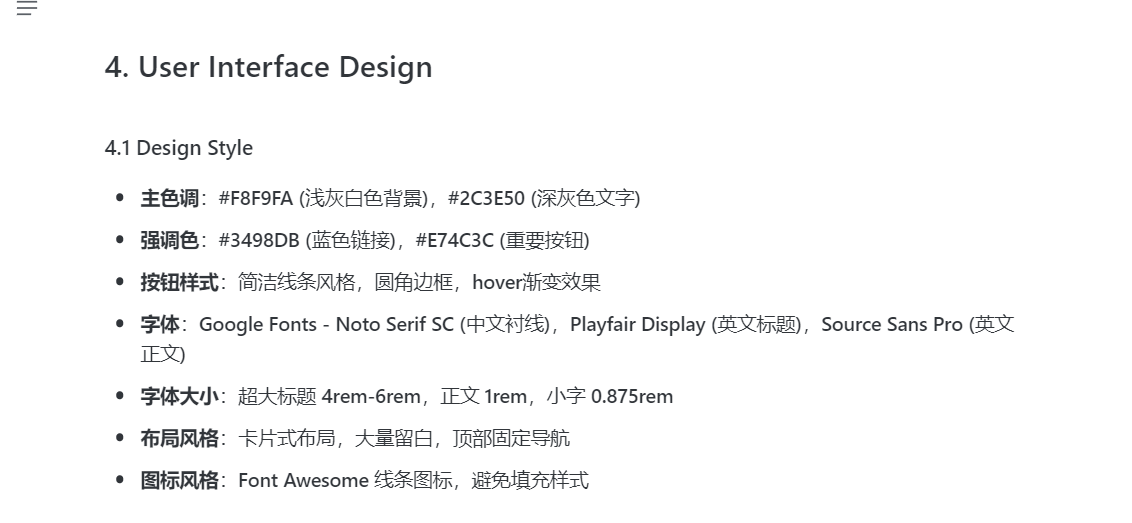 4. User Interface Design
4.1 Design Style
• 主色调：#F8F9FA (浅灰白色背景)，#2C3E50 (深灰色文字)
• 强调色：#3498DB (蓝色链接)，#E74C3C (重要按钮)
• 按钮样式：简洁线条风格，圆角边框，hover渐变效果
• 字体：Google Fonts - Noto Serif SC (中文衬线)，Playfair Display (英文标题)，Source Sans Pro (英文
正文)
• 字体大小：超大标题 4rem-6rem，正文 1rem，小字 0.875rem
• 布局风格：卡片式布局，大量留白，顶部固定导航
• 图标风格：Font Awesome 线条图标，避免填充样式